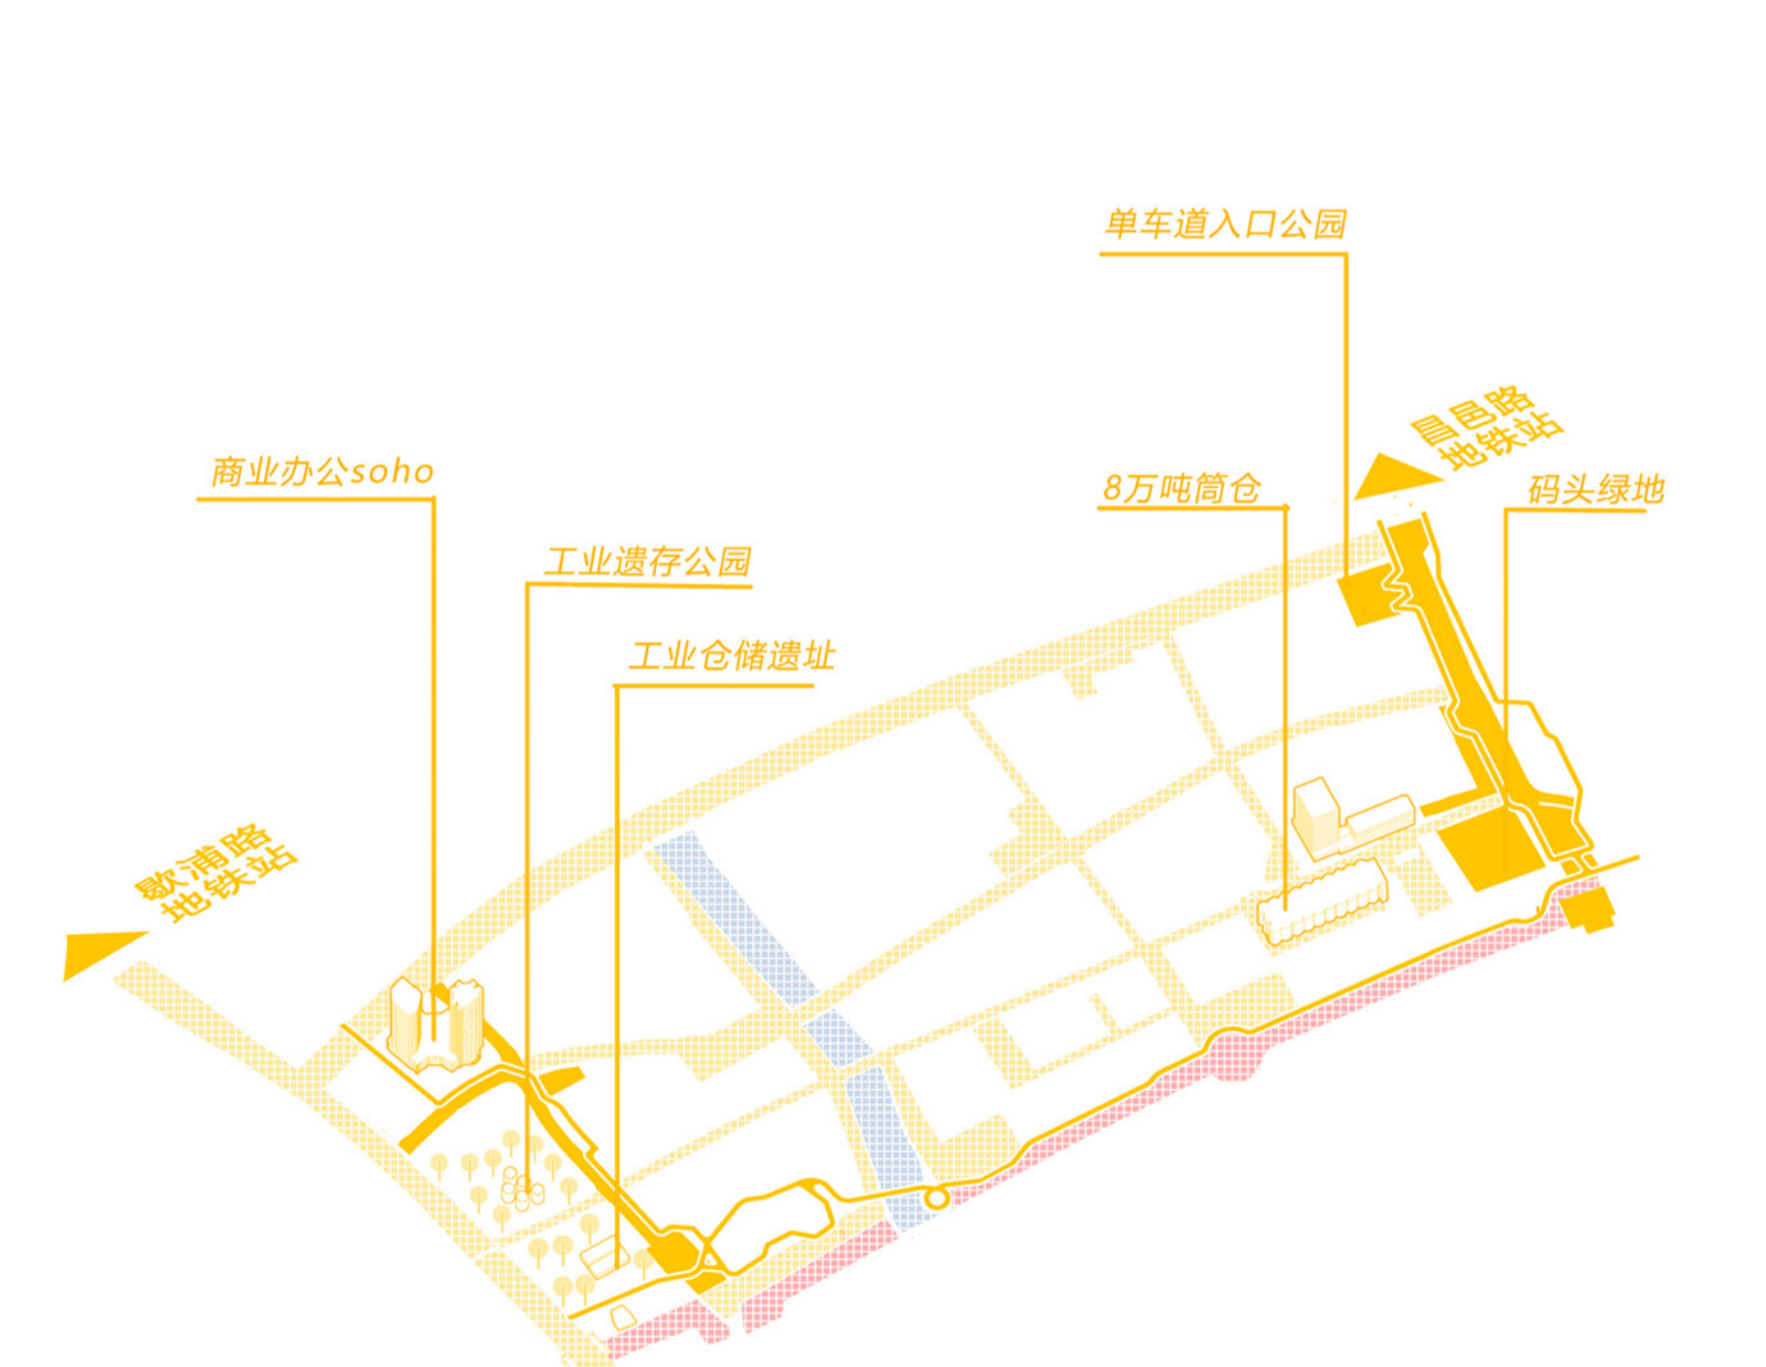 单车道入口公园
昌邑路
地铁站
商业办公soho
8万吨筒仓
码头绿地
工业遗存公园
工业仓储遗址
歇浦路
地铁站